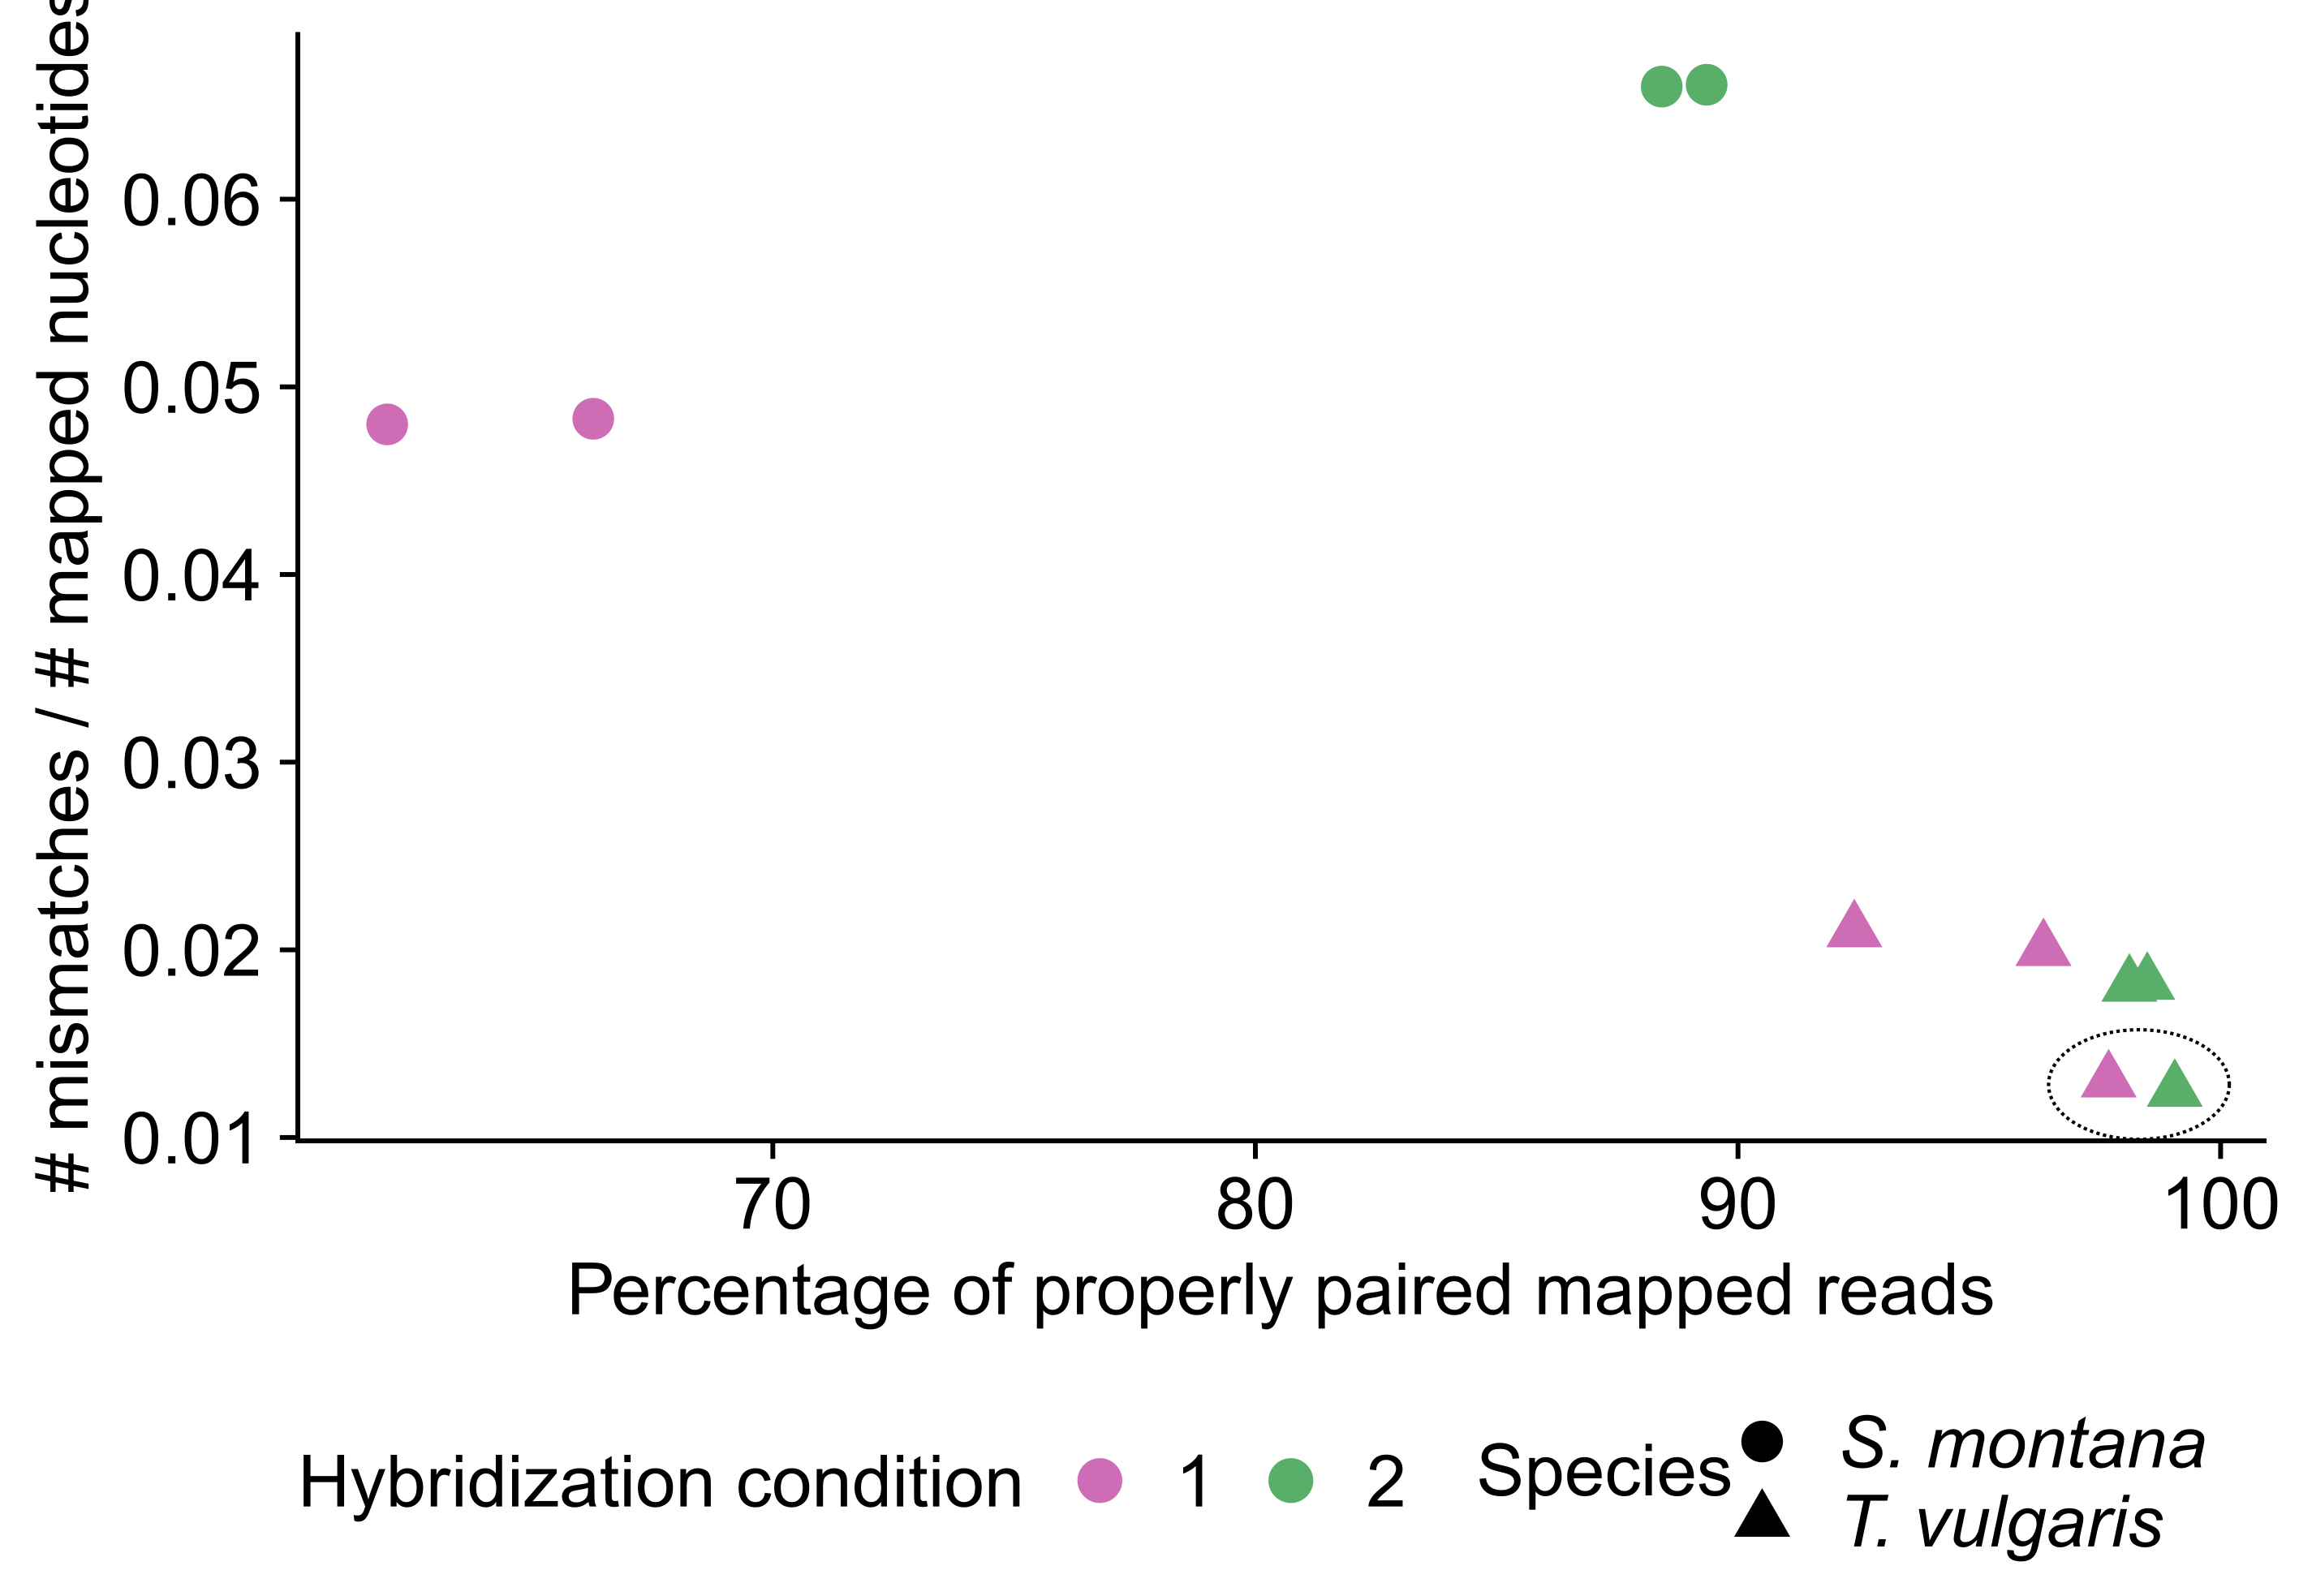 # mismatches / # mapped nucleotides
0.06
0.05
0.04
0.03
0.02
0.01
70 80 90 100
Percentage of properly paired mapped reads
Hybridization condition 1 2 Species
S. montana
T. vulgaris